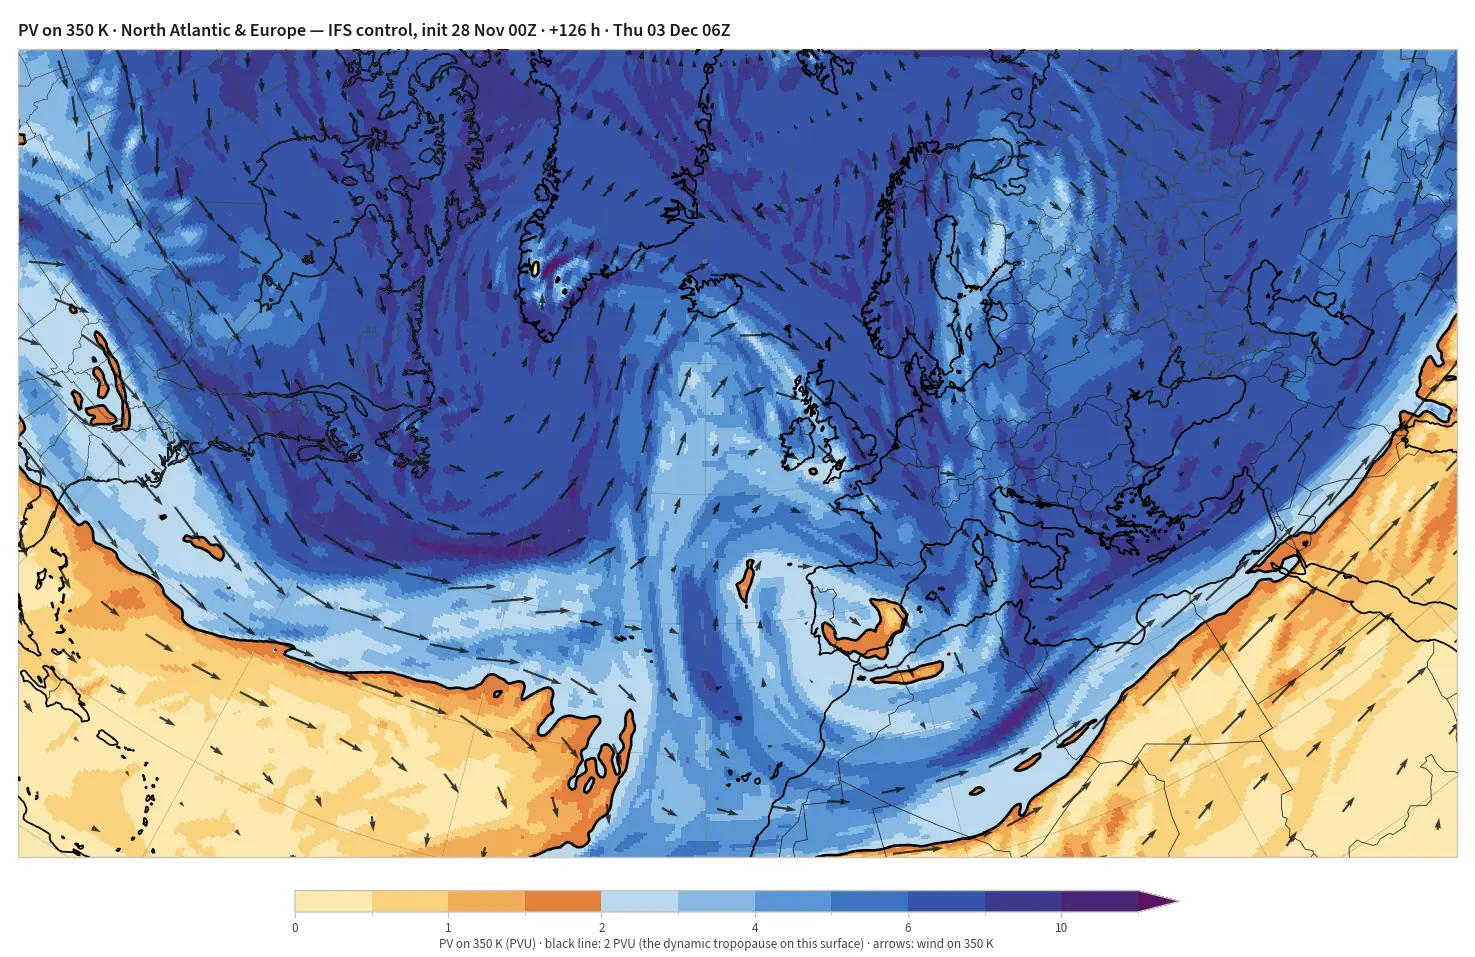 PV on 350 K · North Atlantic & Europe — IFS control, init 28 Nov 00Z · +126 h · Thu 03 Dec 06Z
0 1 2 4 6 10
PV on 350 K (PVU) · black line: 2 PVU (the dynamic tropopause on this surface) · arrows: wind on 350 K